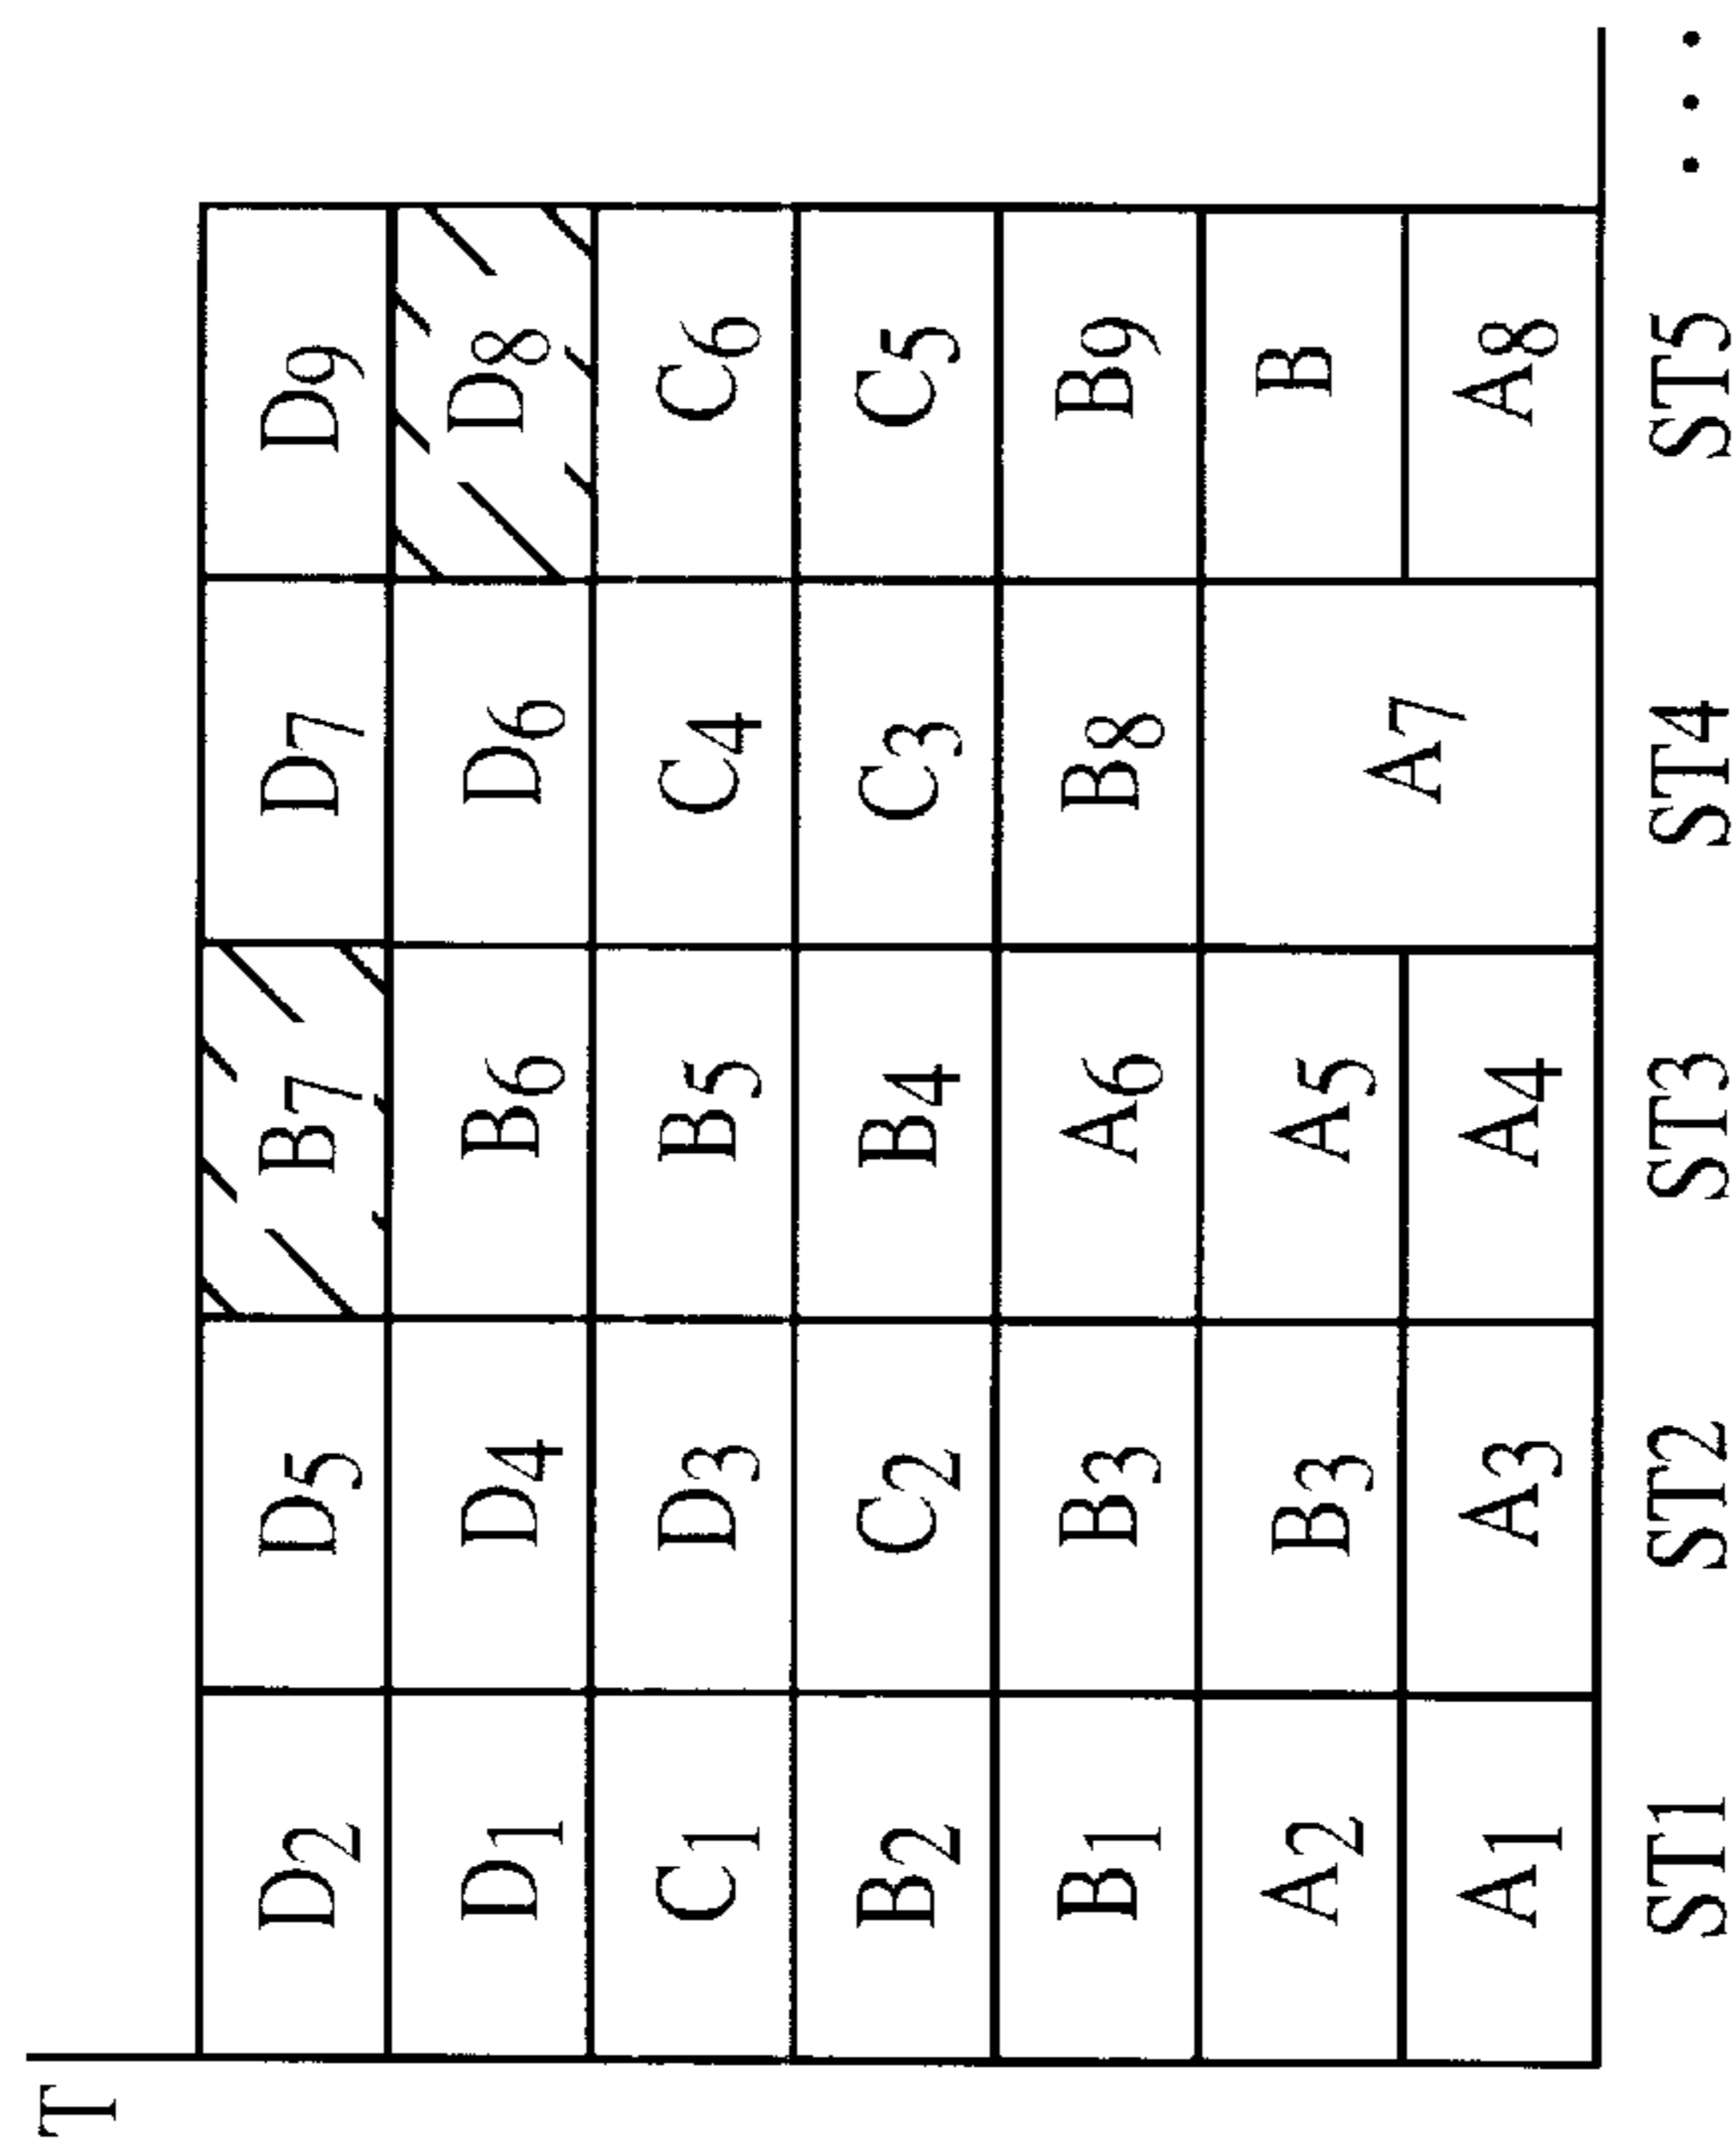 T
D2 D5 B7 D7 D9
D1 D4 B6 D6 D8
C1 D3 B5 C4 C6
B2 C2 B4 C3 C5
B1 B3 A6 B8 B9
A2 B3 A5 A7 B
A1 A3 A4 A8
ST1 ST2 ST3 ST4 ST5 ...